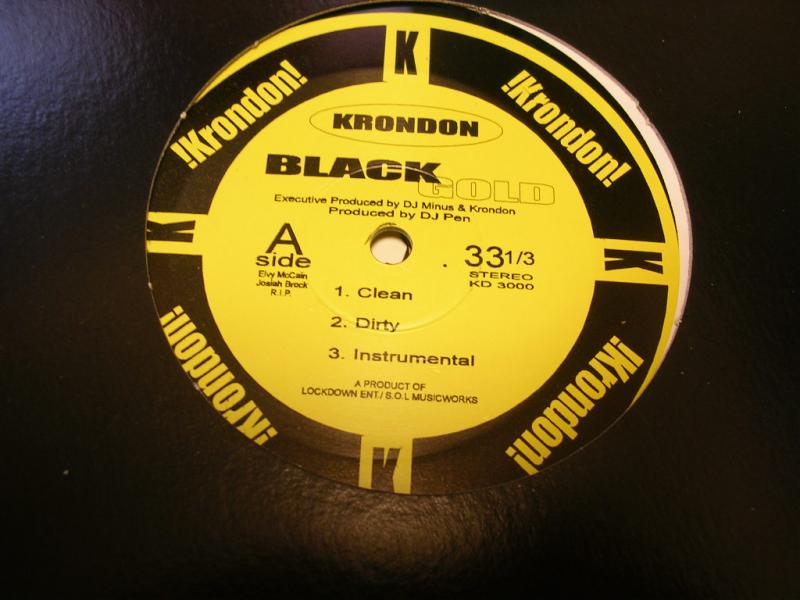 K
!Krondon!
!Krondon!
KRONDON
BLACK
GOLD
Executive Produced by DJ Minus & Krondon
Produced by DJ Pen
A
side
Elvy McCain
Josiah Brock
R.I.P.
33 1/3
STEREO
KD 3000
1. Clean
2. Dirty
3. Instrumental
A PRODUCT OF
LOCKDOWN ENT./ S.O.L MUSICWORKS
K
K
!Krondon!
!Krondon!
K